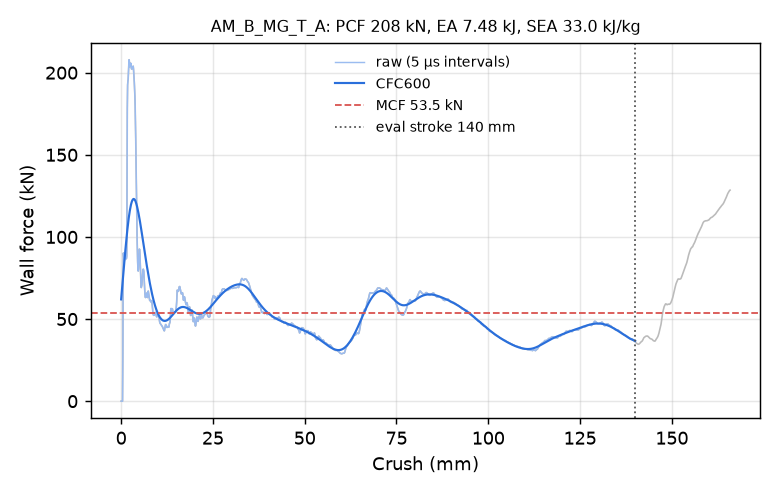 AM_B_MG_T_A: PCF 208 kN, EA 7.48 kJ, SEA 33.0 kJ/kg
raw (5 µs intervals)
CFC600
MCF 53.5 kN
eval stroke 140 mm
Wall force (kN)
200
150
100
50
0
0 25 50 75 100 125 150
Crush (mm)